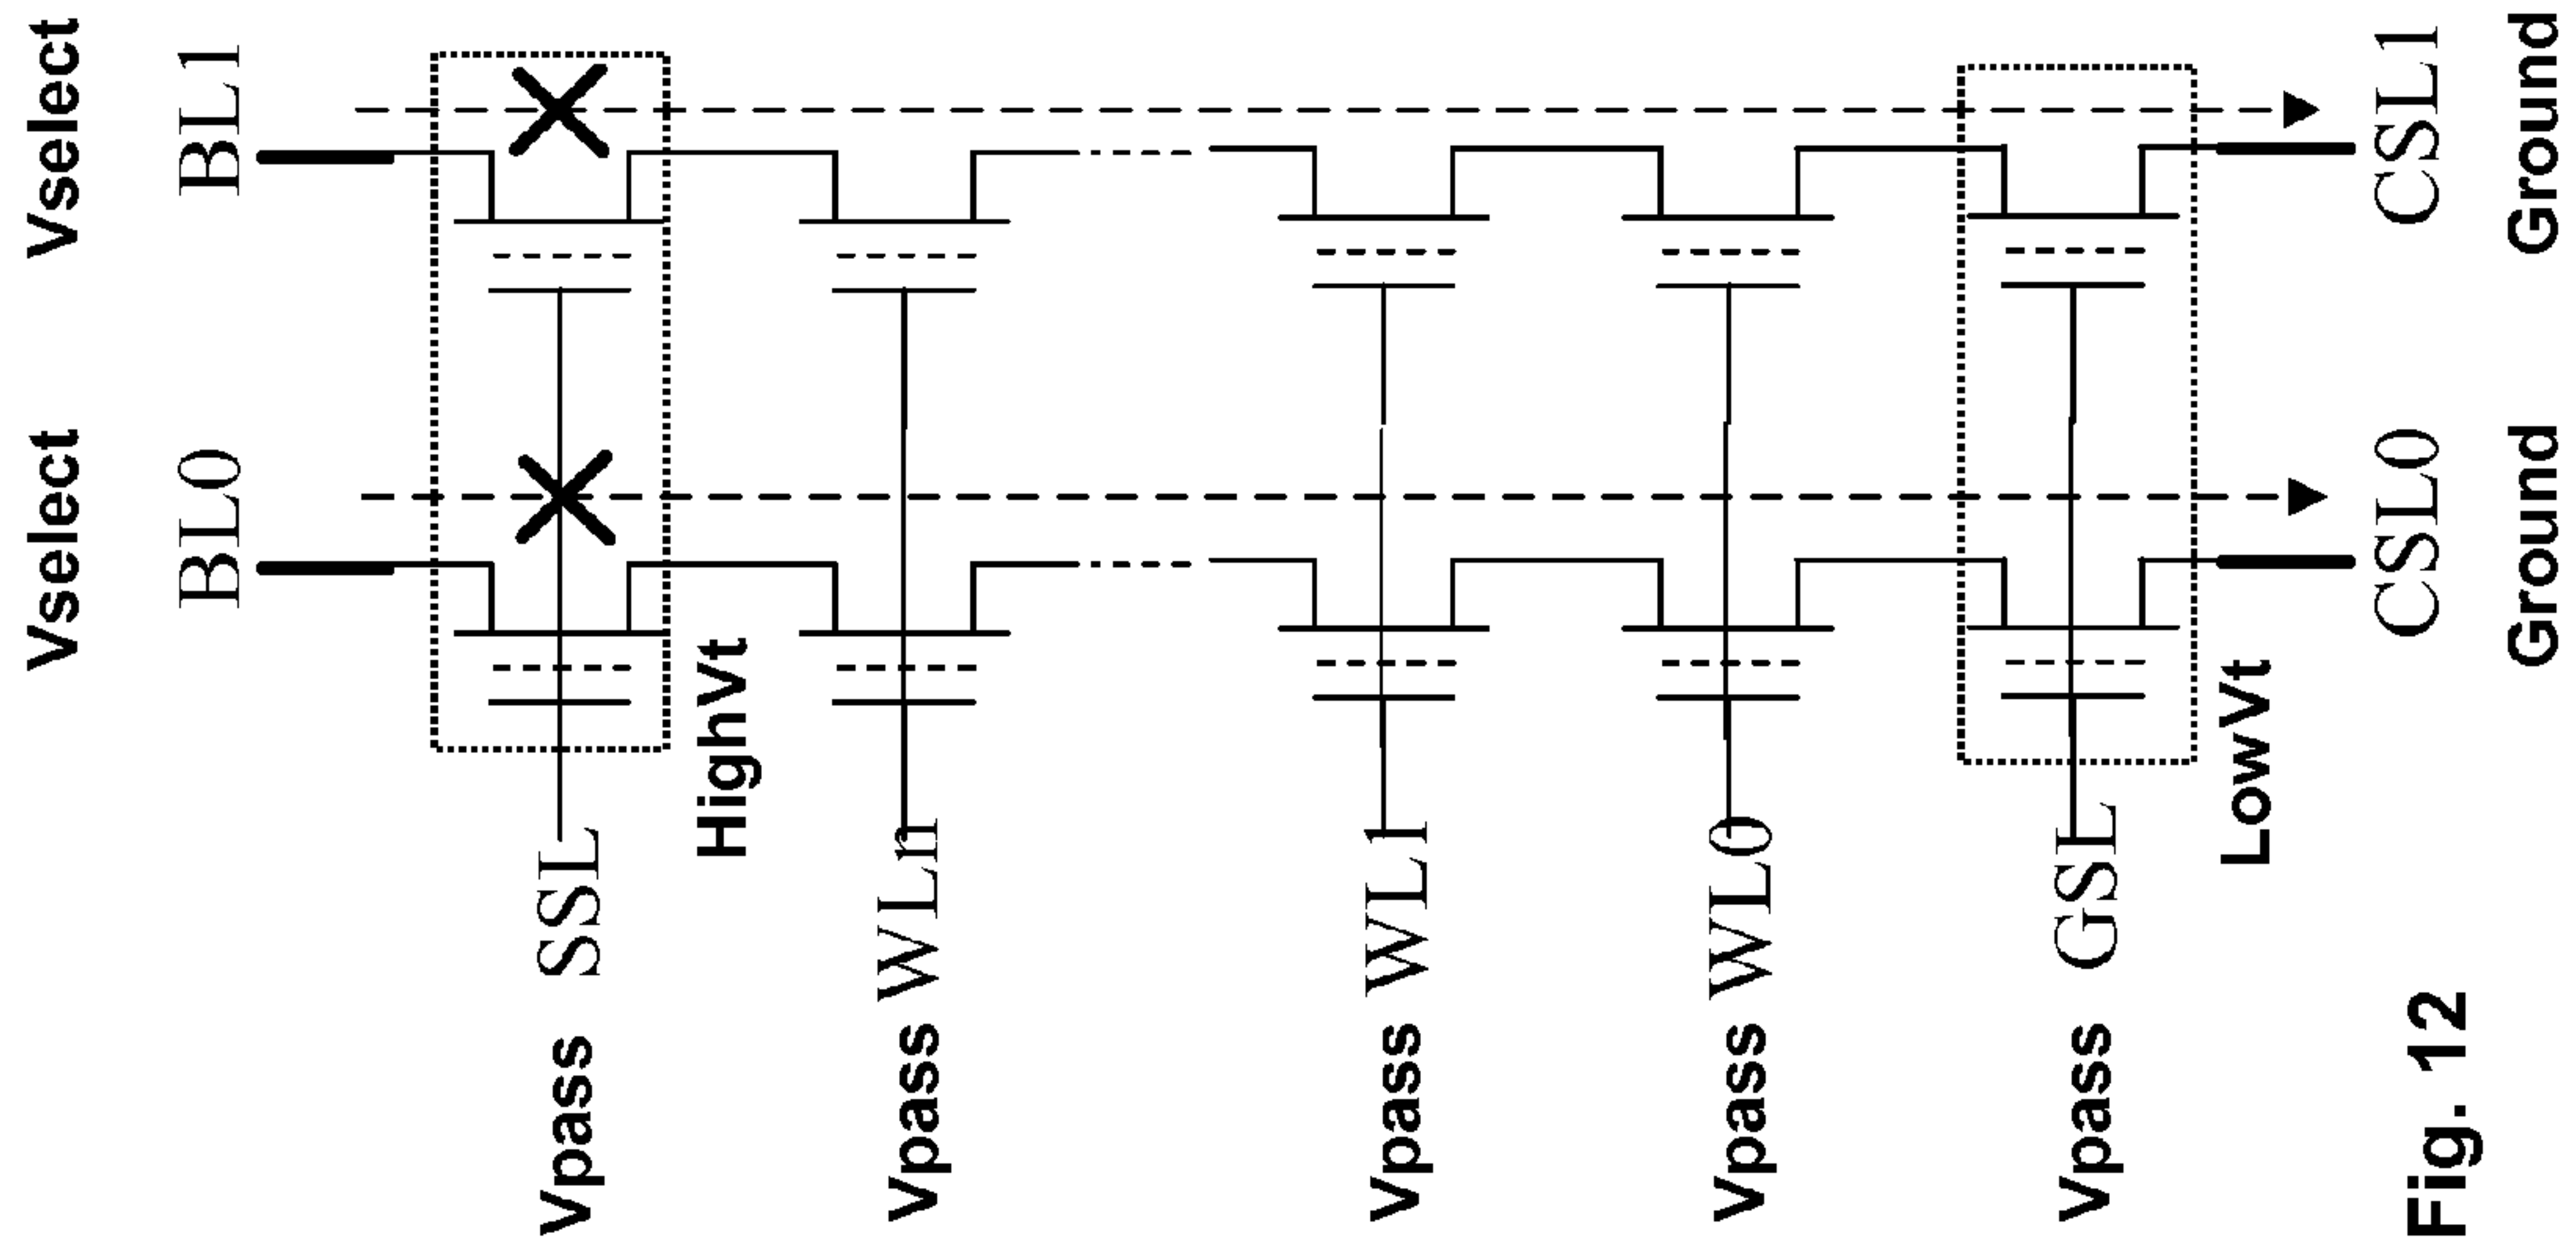 Vselect Vselect
BL0 BL1
Vpass SSL
HighVt
Vpass WLn
Vpass WL1
Vpass WL0
Vpass GSL
LowVt
CSL0 CSL1
Ground Ground
Fig. 12